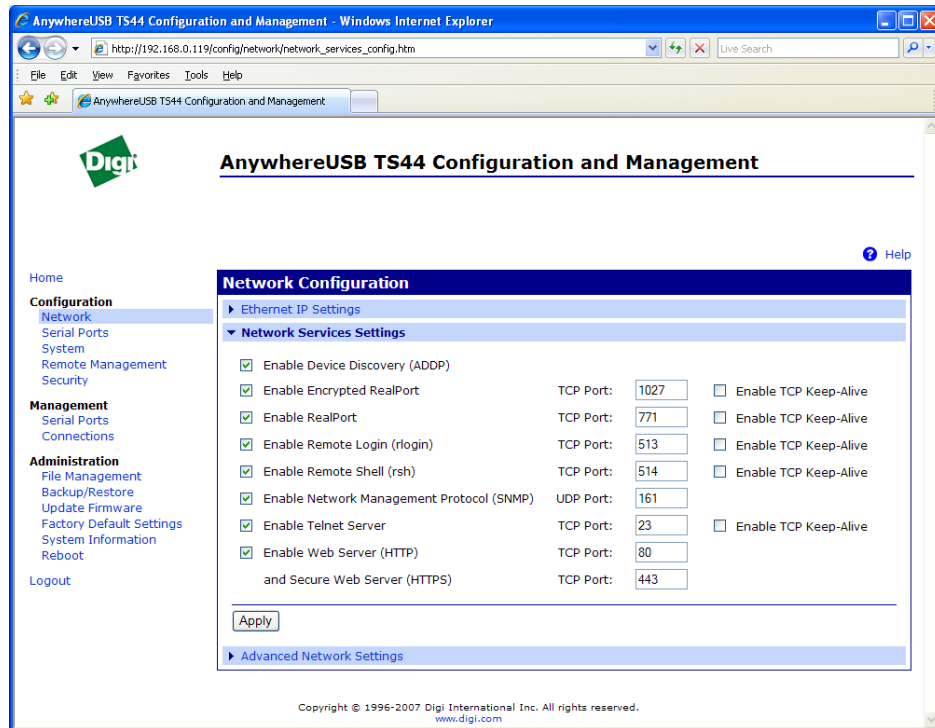 AnywhereUSB TS44 Configuration and Management - Windows Internet Explorer
http://192.168.0.119/config/network/network_services_config.htm
Live Search
File Edit View Favorites Tools Help
AnywhereUSB TS44 Configuration and Management
Digi
AnywhereUSB TS44 Configuration and Management
Help
Home
Configuration
Network
Serial Ports
System
Remote Management
Security
Management
Serial Ports
Connections
Administration
File Management
Backup/Restore
Update Firmware
Factory Default Settings
System Information
Reboot
Logout
Network Configuration
Ethernet IP Settings
Network Services Settings
Enable Device Discovery (ADDP)
Enable Encrypted RealPort TCP Port: 1027 Enable TCP Keep-Alive
Enable RealPort TCP Port: 771 Enable TCP Keep-Alive
Enable Remote Login (rlogin) TCP Port: 513 Enable TCP Keep-Alive
Enable Remote Shell (rsh) TCP Port: 514 Enable TCP Keep-Alive
Enable Network Management Protocol (SNMP) UDP Port: 161
Enable Telnet Server TCP Port: 23 Enable TCP Keep-Alive
Enable Web Server (HTTP) TCP Port: 80
and Secure Web Server (HTTPS) TCP Port: 443
Apply
Advanced Network Settings
Copyright © 1996-2007 Digi International Inc. All rights reserved.
www.digi.com